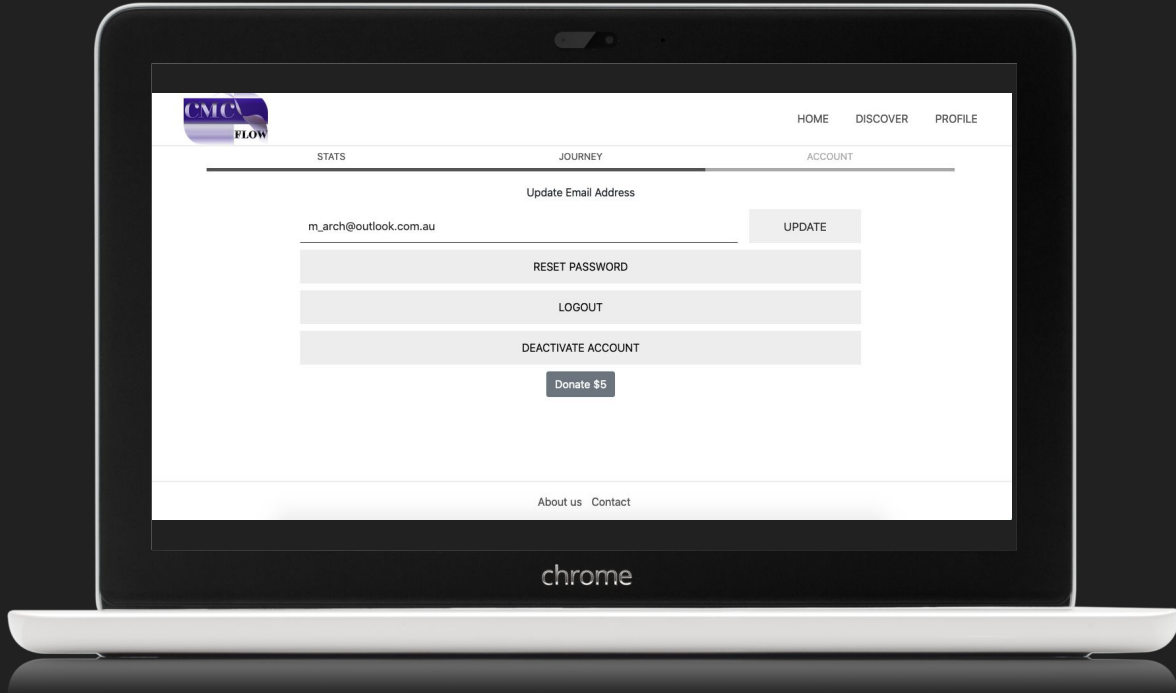 CMC
FLOW
HOME DISCOVER PROFILE
STATS JOURNEY ACCOUNT
Update Email Address
m_arch@outlook.com.au UPDATE
RESET PASSWORD
LOGOUT
DEACTIVATE ACCOUNT
Donate $5
About us Contact
chrome